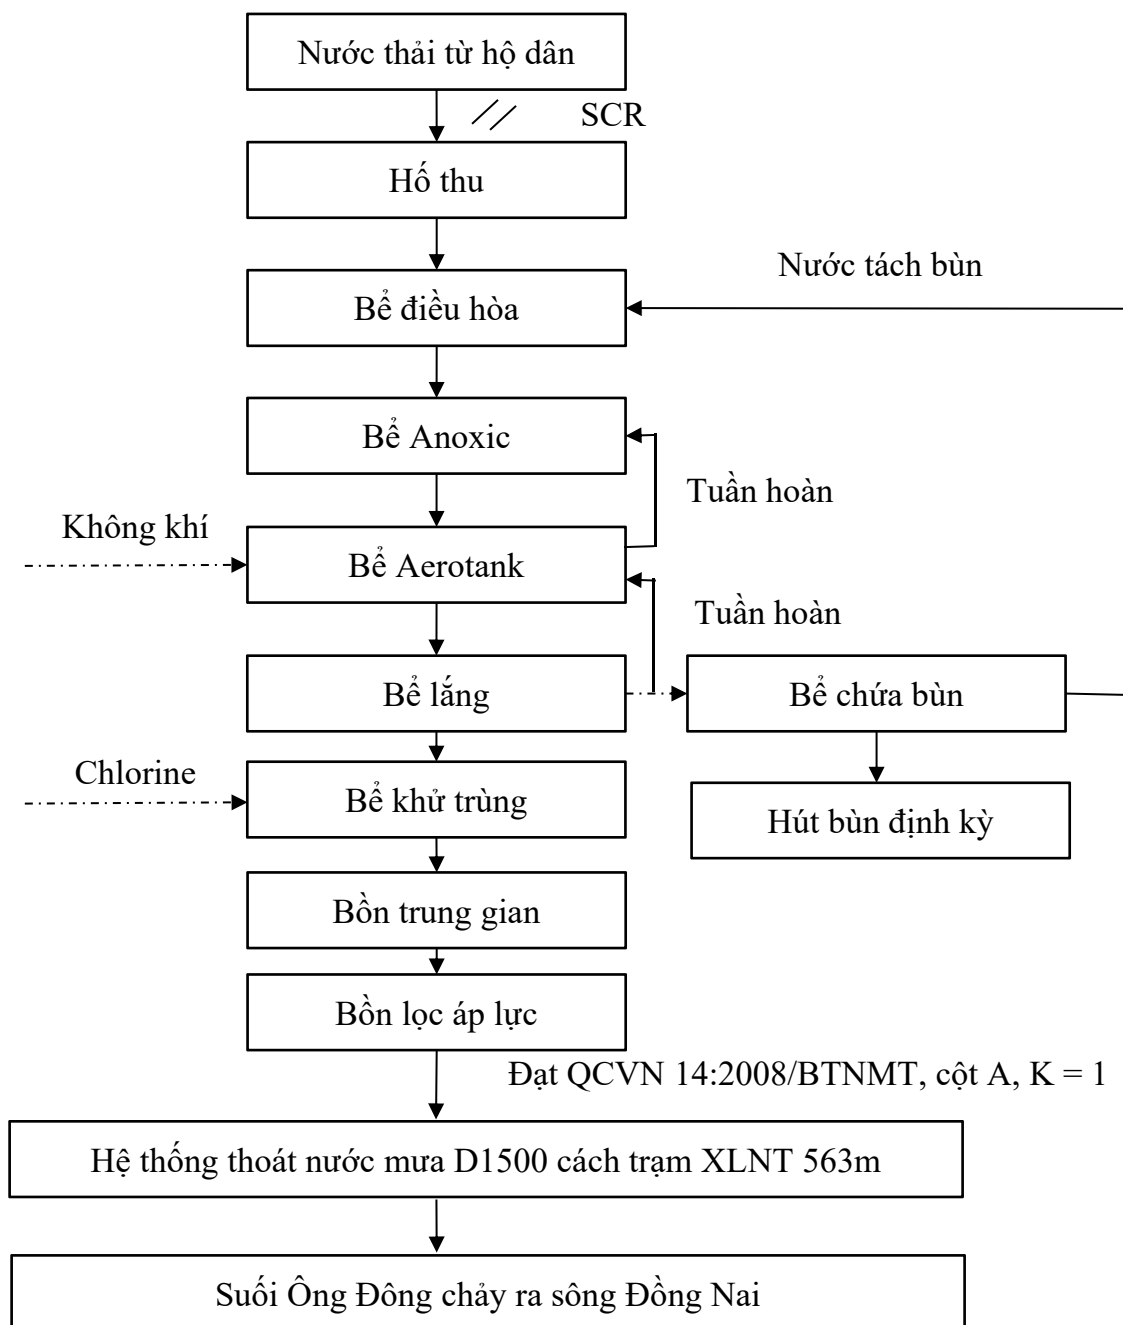 Nước thải từ hộ dân
SCR
Hố thu
Nước tách bùn
Bể điều hòa
Bể Anoxic
Tuần hoàn
Không khí
Bể Aerotank
Tuần hoàn
Bể lắng
Bể chứa bùn
Chlorine
Bể khử trùng
Hút bùn định kỳ
Bồn trung gian
Bồn lọc áp lực
Đạt QCVN 14:2008/BTNMT, cột A, K = 1
Hệ thống thoát nước mưa D1500 cách trạm XLNT 563m
Suối Ông Đông chảy ra sông Đồng Nai